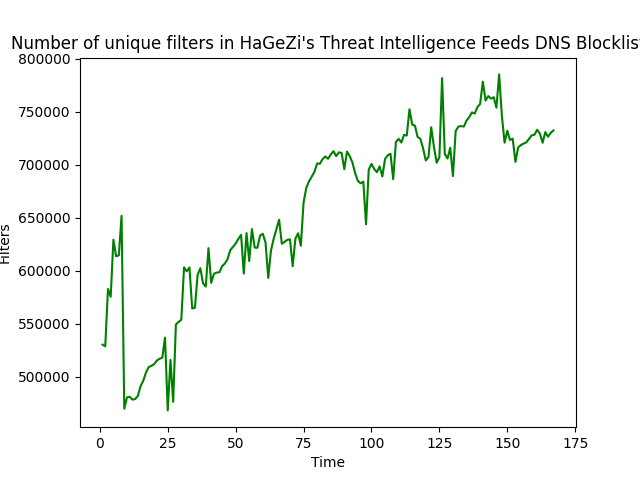 Number of unique filters in HaGeZi's Threat Intelligence Feeds DNS Blocklis
800000
750000
700000
650000
600000
550000
500000
Filters
0 25 50 75 100 125 150 175
Time